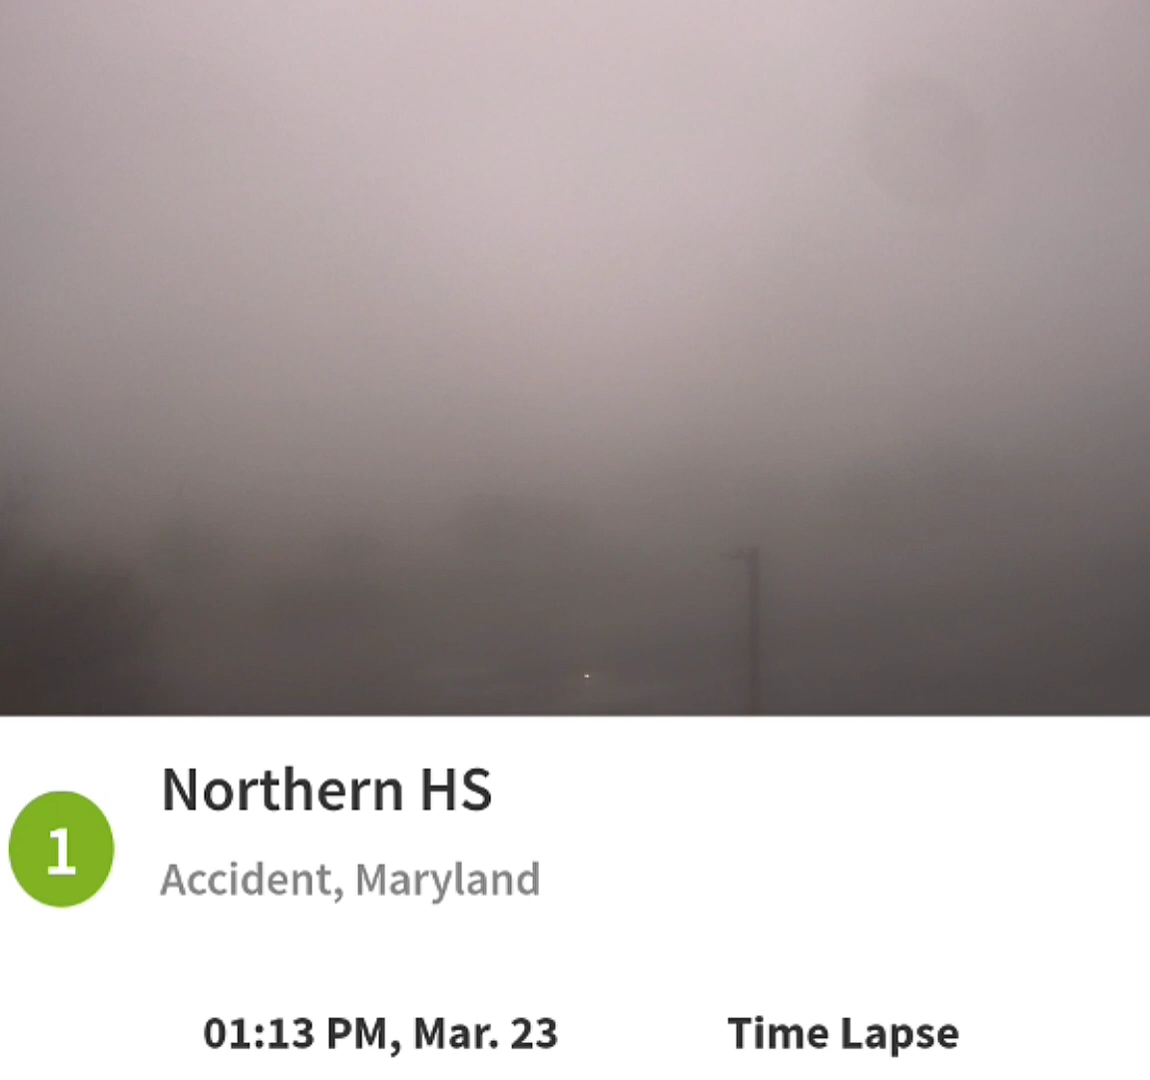 Northern HS
1
Accident, Maryland
01:13 PM, Mar. 23
Time Lapse